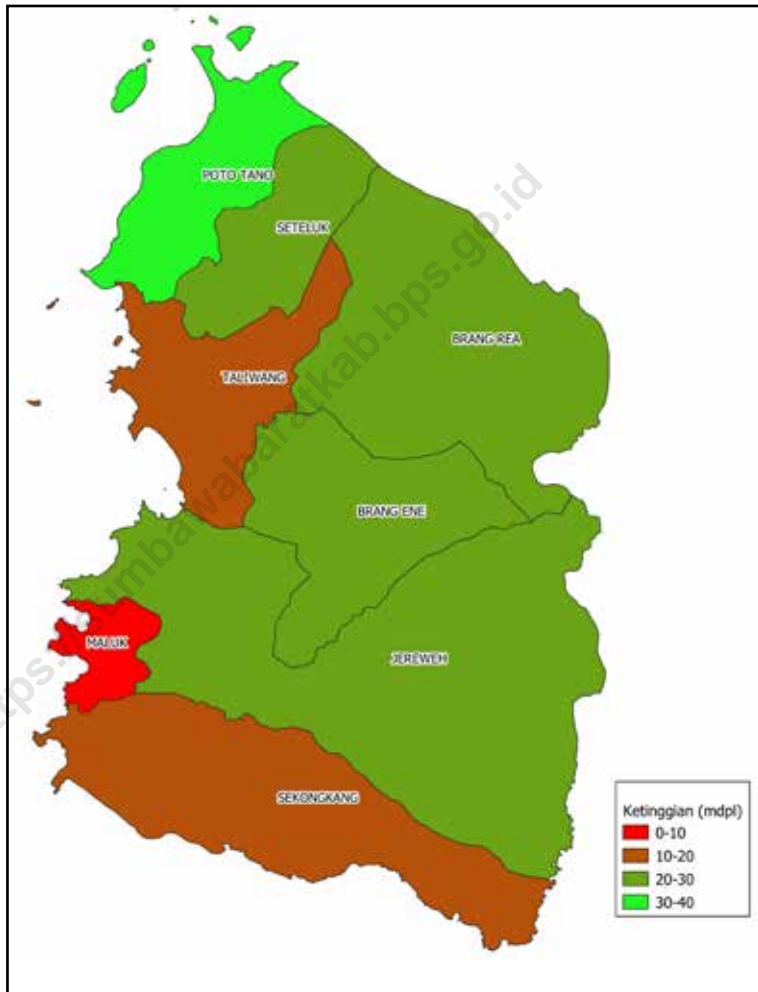 POTO TANO
SETELUK
BRANG REA
TALIWANG
BRANG ENE
MALUK
JEREWEH
SEKONGKANG
Ketinggian (mdpl)
0-10
10-20
20-30
30-40
sumbawabaratkab.bps.go.id